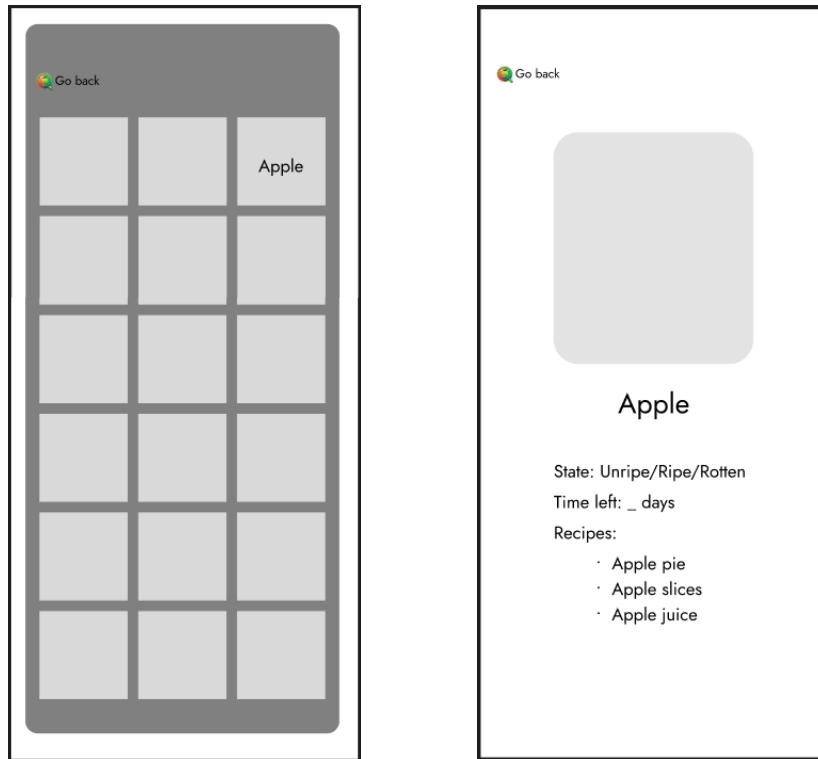 Go back
Apple
Go back
Apple
State: Unripe/Ripe/Rotten
Time left: _ days
Recipes:
· Apple pie
· Apple slices
· Apple juice